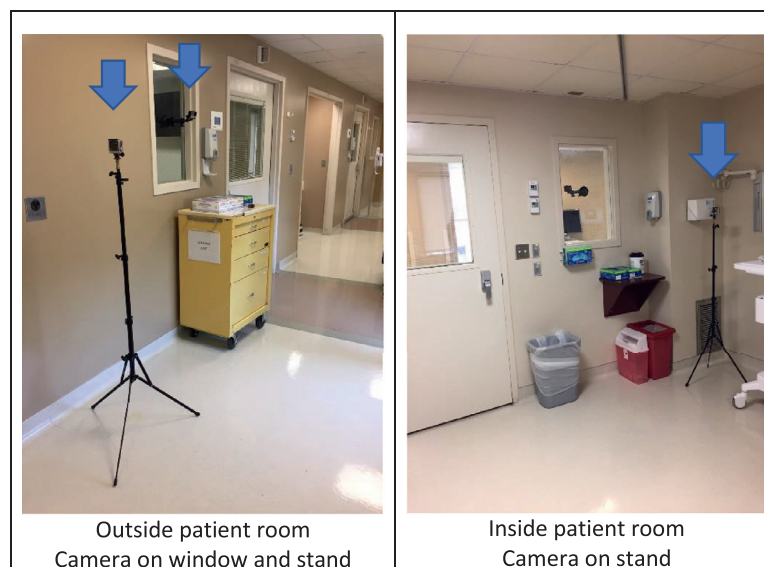 Outside patient room
Camera on window and stand
Inside patient room
Camera on stand